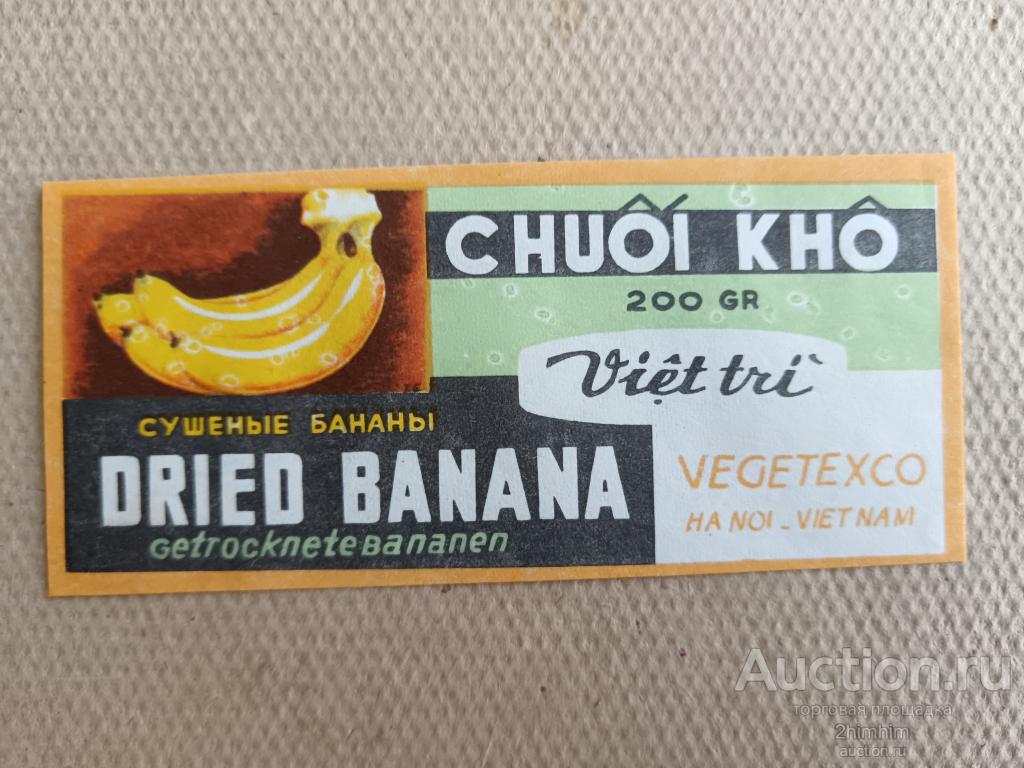 CHUỐI KHÔ
200 GR
Việt trì
СУШЕНЫЕ БАНАНЫ
DRIED BANANA
Getrocknete Bananen
VEGETEXCO
HA NOI _ VIET NAM
Auction.ru
торговая площадка
2himhim
auction.ru